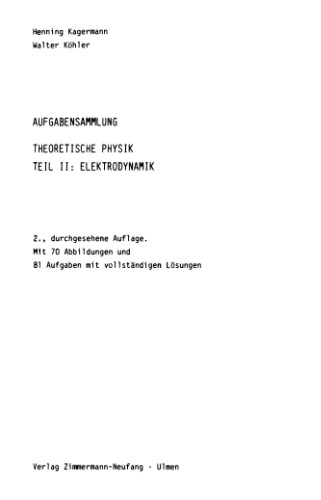 Henning Kagermann
Walter Köhler
AUFGABENSAMMLUNG
THEORETISCHE PHYSIK
TEIL II: ELEKTRODYNAMIK
2., durchgesehene Auflage.
Mit 70 Abbildungen und
81 Aufgaben mit vollständigen Lösungen
Verlag Zimmermann-Neufang · Ulmen